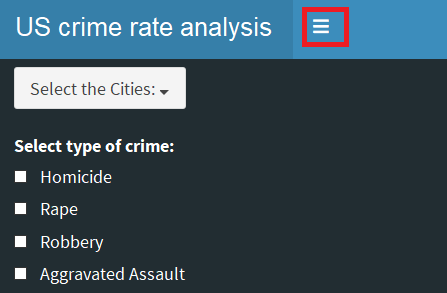 US crime rate analysis
Select the Cities:
Select type of crime:
Homicide
Rape
Robbery
Aggravated Assault